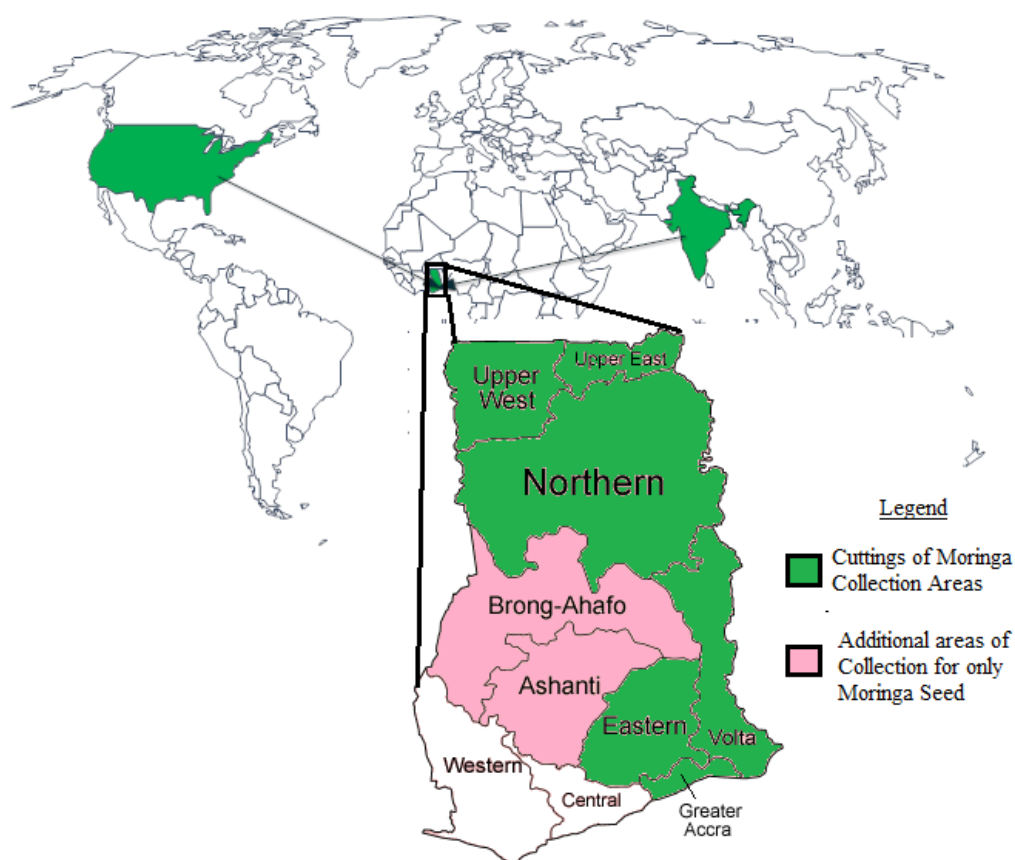 Upper East
Upper
West
Northern
Brong-Ahafo
Ashanti
Eastern
Volta
Western
Central
Greater
Accra
Legend
Cuttings of Moringa
Collection Areas
Additional areas of
Collection for only
Moringa Seed